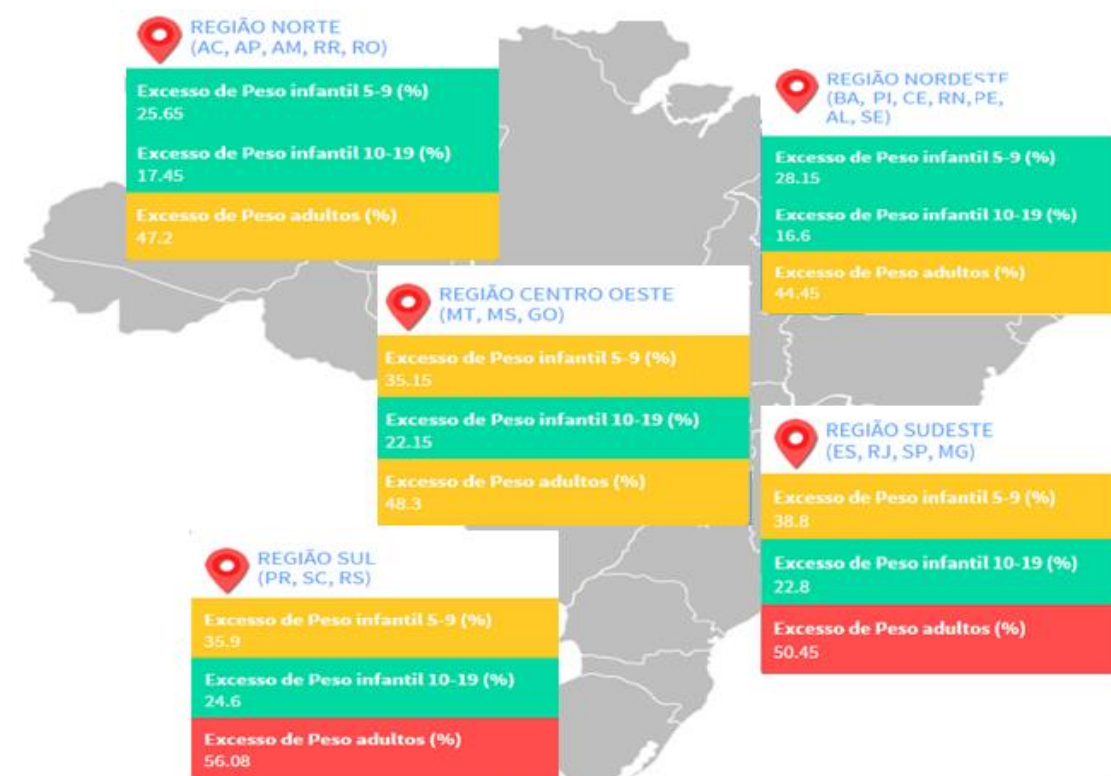 REGIÃO NORTE
(AC, AP, AM, RR, RO)
Excesso de Peso infantil 5-9 (%)
25.65
Excesso de Peso infantil 10-19 (%)
17.45
Excesso de Peso adultos (%)
47.2
REGIÃO NORDESTE
(BA, PI, CE, RN, PE,
AL, SE)
Excesso de Peso infantil 5-9 (%)
28.15
Excesso de Peso infantil 10-19 (%)
16.6
Excesso de Peso adultos (%)
44.45
REGIÃO CENTRO OESTE
(MT, MS, GO)
Excesso de Peso infantil 5-9 (%)
35.15
Excesso de Peso infantil 10-19 (%)
22.15
Excesso de Peso adultos (%)
48.3
REGIÃO SUDESTE
(ES, RJ, SP, MG)
Excesso de Peso infantil 5-9 (%)
38.8
Excesso de Peso infantil 10-19 (%)
22.8
Excesso de Peso adultos (%)
50.45
REGIÃO SUL
(PR, SC, RS)
Excesso de Peso infantil 5-9 (%)
35.9
Excesso de Peso infantil 10-19 (%)
24.6
Excesso de Peso adultos (%)
56.08